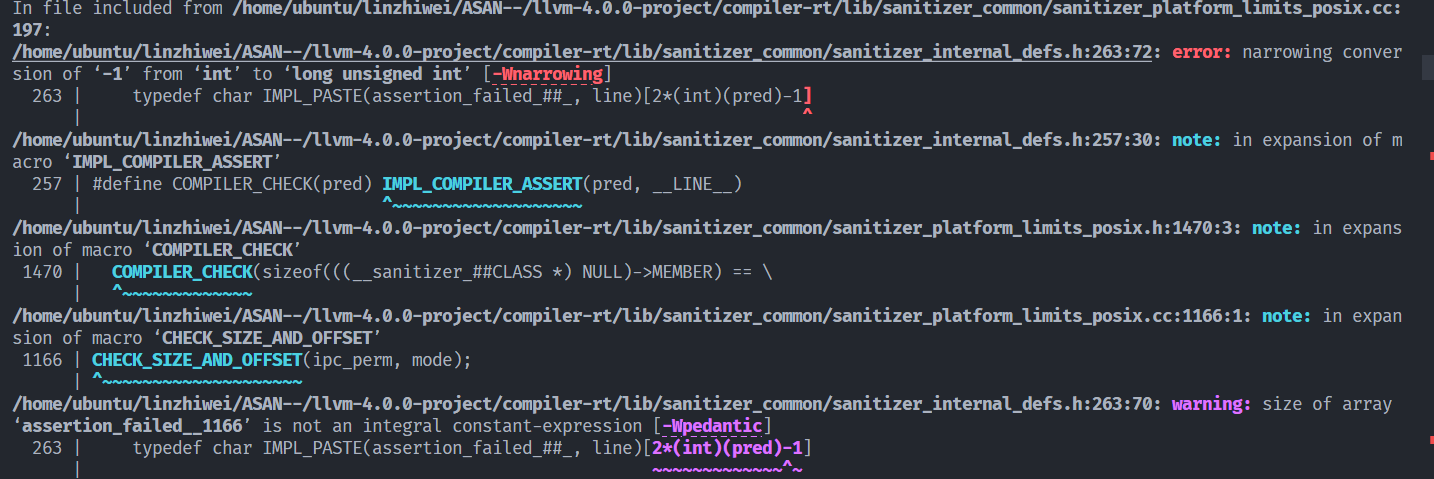 In file included from /home/ubuntu/linzhiwei/ASAN--/llvm-4.0.0-project/compiler-rt/lib/sanitizer_common/sanitizer_platform_limits_posix.cc:
197:
/home/ubuntu/linzhiwei/ASAN--/llvm-4.0.0-project/compiler-rt/lib/sanitizer_common/sanitizer_internal_defs.h:263:72: error: narrowing conver
sion of ‘-1’ from ‘int’ to ‘long unsigned int’ [-Wnarrowing]
  263 |     typedef char IMPL_PASTE(assertion_failed_##_, line)[2*(int)(pred)-1]
      |                                                                        ^
/home/ubuntu/linzhiwei/ASAN--/llvm-4.0.0-project/compiler-rt/lib/sanitizer_common/sanitizer_internal_defs.h:257:30: note: in expansion of m
acro ‘IMPL_COMPILER_ASSERT’
  257 | #define COMPILER_CHECK(pred) IMPL_COMPILER_ASSERT(pred, __LINE__)
      |                              ^~~~~~~~~~~~~~~~~~~~
/home/ubuntu/linzhiwei/ASAN--/llvm-4.0.0-project/compiler-rt/lib/sanitizer_common/sanitizer_platform_limits_posix.h:1470:3: note: in expans
ion of macro ‘COMPILER_CHECK’
 1470 |   COMPILER_CHECK(sizeof(((__sanitizer_##CLASS *) NULL)->MEMBER) == \
      |   ^~~~~~~~~~~~~~
/home/ubuntu/linzhiwei/ASAN--/llvm-4.0.0-project/compiler-rt/lib/sanitizer_common/sanitizer_platform_limits_posix.cc:1166:1: note: in expan
sion of macro ‘CHECK_SIZE_AND_OFFSET’
 1166 | CHECK_SIZE_AND_OFFSET(ipc_perm, mode);
      | ^~~~~~~~~~~~~~~~~~~~~
/home/ubuntu/linzhiwei/ASAN--/llvm-4.0.0-project/compiler-rt/lib/sanitizer_common/sanitizer_internal_defs.h:263:70: warning: size of array
‘assertion_failed__1166’ is not an integral constant-expression [-Wpedantic]
  263 |     typedef char IMPL_PASTE(assertion_failed_##_, line)[2*(int)(pred)-1]
      |                                                         ~~~~~~~~~~~~~^~